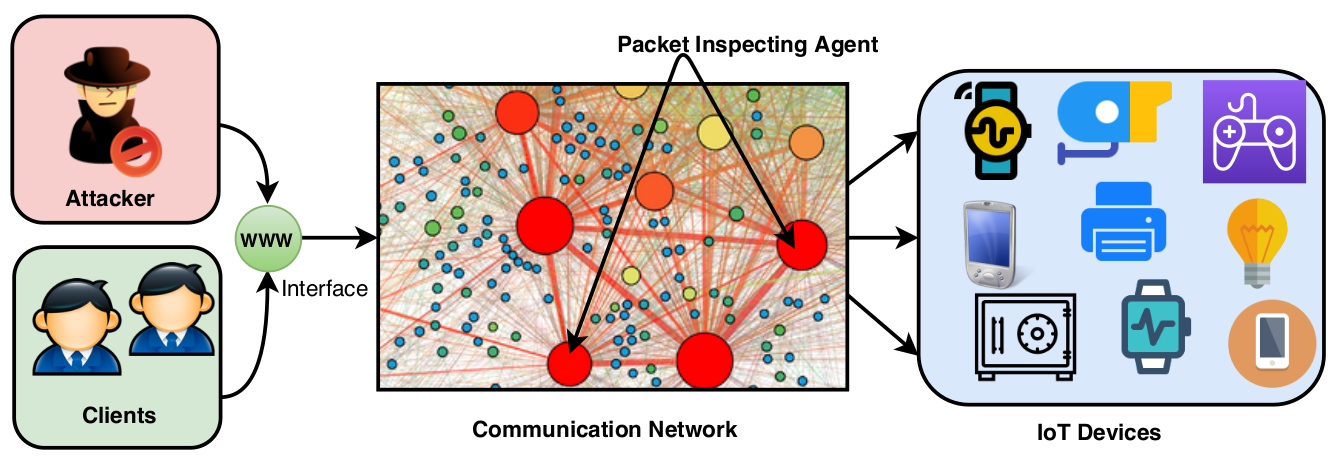 Packet Inspecting Agent
Attacker
www
Interface
Clients
Communication Network
IoT Devices